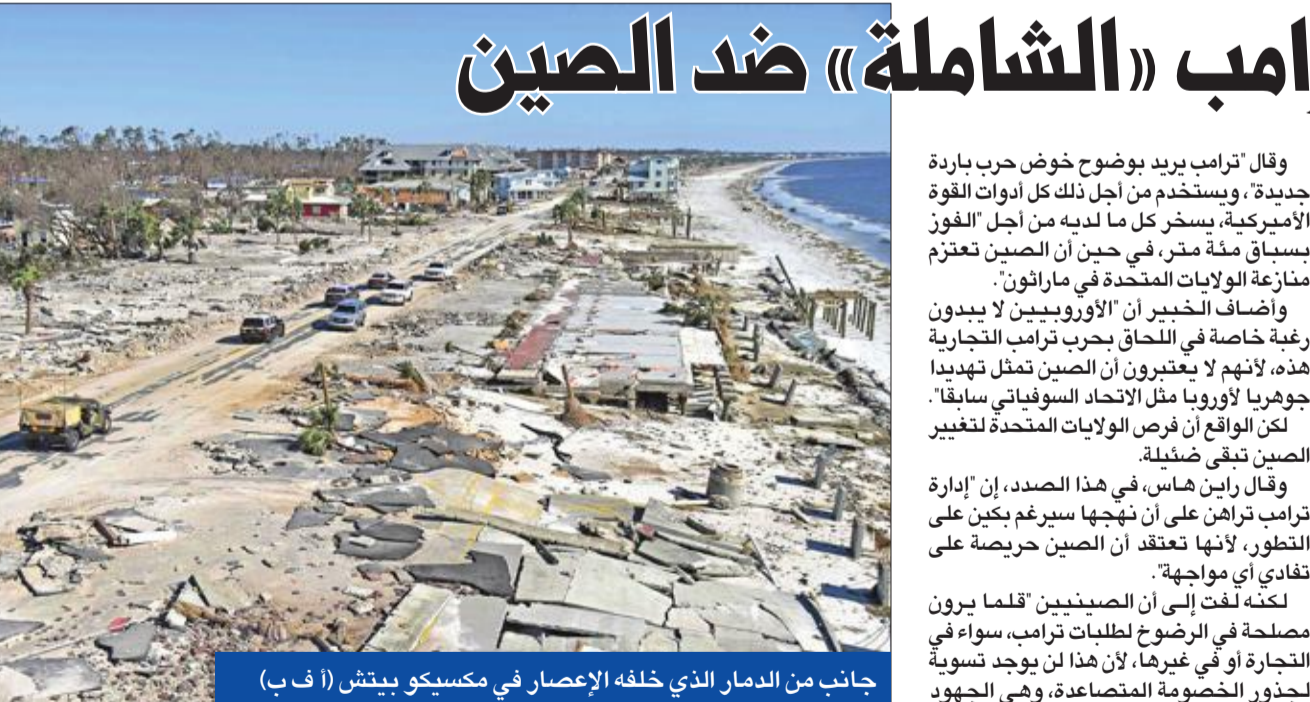 امب «الشاملة» ضد الصين
وقال "ترامب يريد بوضوح خوض حرب باردة
جديدة"، ويستخدم من أجل ذلك كل أدوات القوة
الأميركية، يسخر كل ما لديه من أجل "الفوز
بسباق مئة متر، في حين أن الصين تعتزم
منازعة الولايات المتحدة في ماراثون".
وأضاف الخبير أن "الأوروبيين لا يبدون
رغبة خاصة في اللحاق بحرب ترامب التجارية
هذه، لأنهم لا يعتبرون أن الصين تمثل تهديدا
جوهريا لأوروبا مثل الاتحاد السوفياتي سابقا".
لكن الواقع أن فرص الولايات المتحدة لتغيير
الصين تبقى ضئيلة.
وقال راين هاس، في هذا الصدد، إن "إدارة
ترامب تراهن على أن نهجها سيرغم بكين على
التطور، لأنها تعتقد أن الصين حريصة على
تفادي أي مواجهة".
لكنه لفت إلى أن الصينيين "قلما يرون
مصلحة في الرضوخ لطلبات ترامب، سواء في
التجارة أو في غيرها، لأن هذا لن يوجد تسوية
لجذور الخصومة المتصاعدة، وهي الجهود
جانب من الدمار الذي خلفه الإعصار في مكسيكو بيتش (أ ف ب)